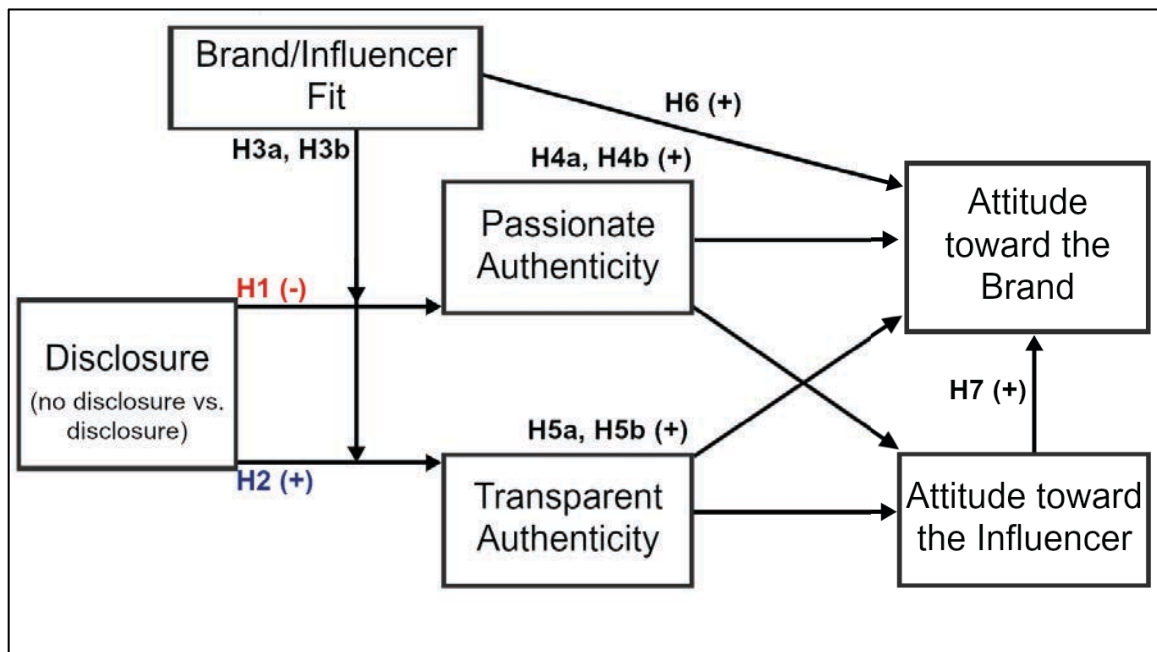 Brand/Influencer
Fit
H6 (+)
H3a, H3b
H4a, H4b (+)
Passionate
Authenticity
Attitude
toward the
Brand
H1 (-)
Disclosure
(no disclosure vs.
disclosure)
H2 (+)
H5a, H5b (+)
Transparent
Authenticity
H7 (+)
Attitude toward
the Influencer